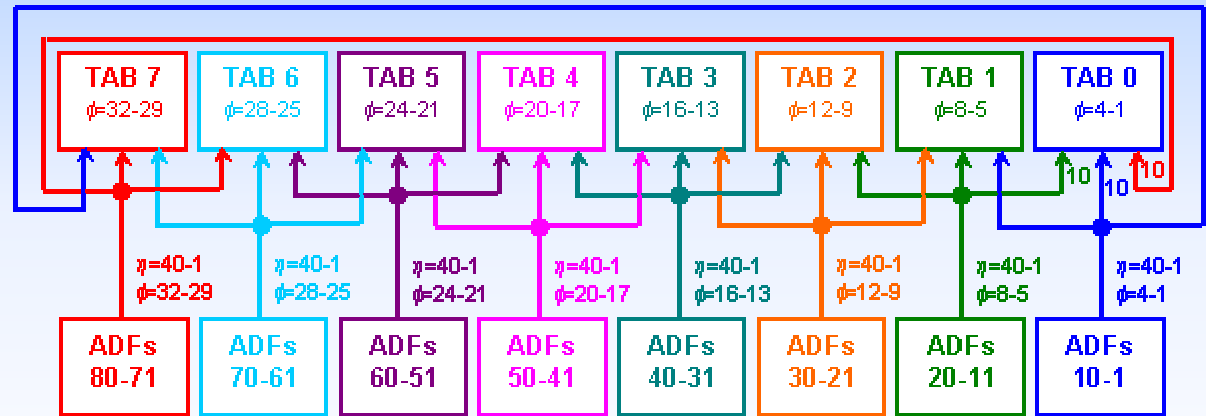 TAB 7 TAB 6 TAB 5 TAB 4 TAB 3 TAB 2 TAB 1 TAB 0
ϕ=32-29 ϕ=28-25 ϕ=24-21 ϕ=20-17 ϕ=16-13 ϕ=12-9 ϕ=8-5 ϕ=4-1
10 10 10
η=40-1 η=40-1 η=40-1 η=40-1 η=40-1 η=40-1 η=40-1 η=40-1
ϕ=32-29 ϕ=28-25 ϕ=24-21 ϕ=20-17 ϕ=16-13 ϕ=12-9 ϕ=8-5 ϕ=4-1
ADFs ADFs ADFs ADFs ADFs ADFs ADFs ADFs
80-71 70-61 60-51 50-41 40-31 30-21 20-11 10-1